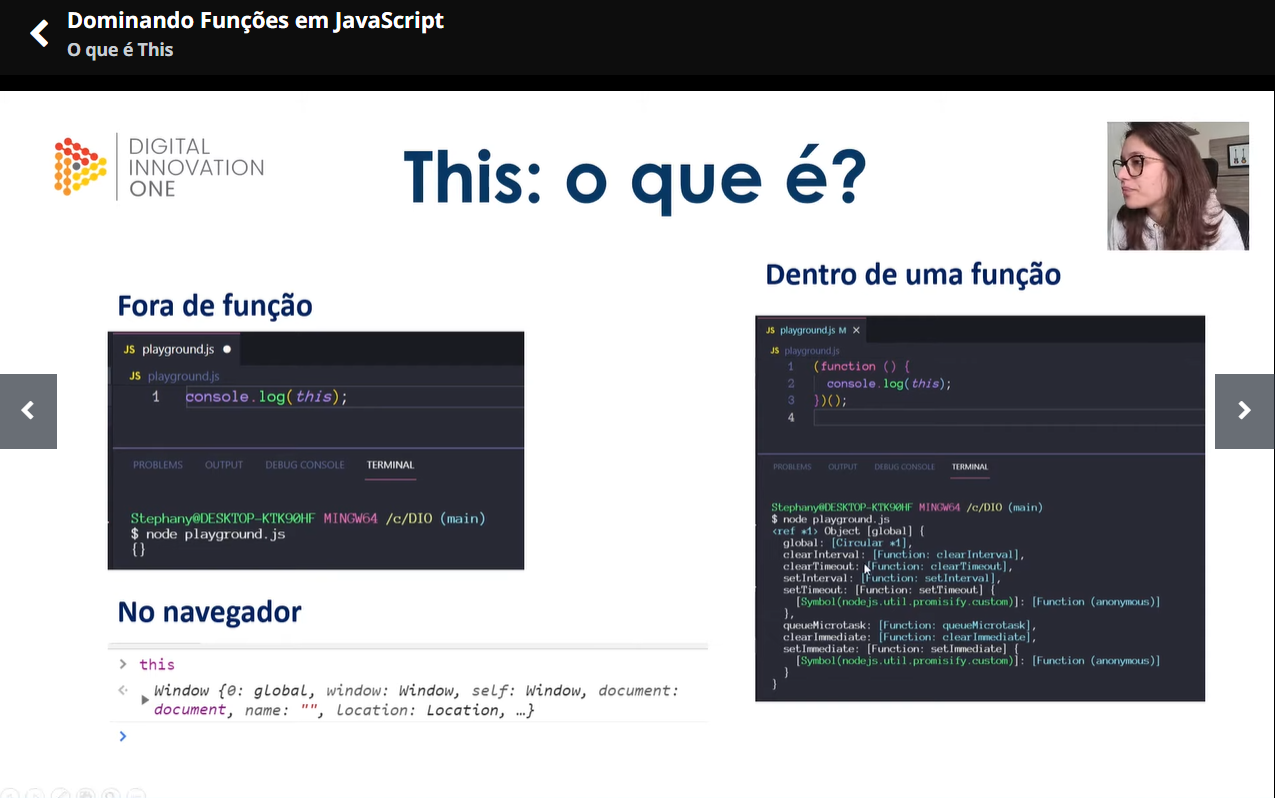 Dominando Funções em JavaScript
O que é This
DIGITAL
INNOVATION
ONE
This: o que é?
Fora de função
JS playground.js ●
JS playground.js
1 console.log(this);
PROBLEMS OUTPUT DEBUG CONSOLE TERMINAL
Stephany@DESKTOP-KTK90HF MINGW64 /c/DIO (main)
$ node playground.js
{}
No navegador
> this
Window {0: global, window: Window, self: Window, document:
document, name: "", location: Location, …}
>
Dentro de uma função
JS playground.js M ×
JS playground.js
1 (function () {
2 console.log(this);
3 })();
4
PROBLEMS OUTPUT DEBUG CONSOLE TERMINAL
Stephany@DESKTOP-KTK90HF MINGW64 /c/DIO (main)
$ node playground.js
<ref *1> Object [global] {
global: [Circular *1],
clearInterval: [Function: clearInterval],
clearTimeout: [Function: clearTimeout],
setInterval: [Function: setInterval],
setTimeout: [Function: setTimeout] {
[Symbol(nodejs.util.promisify.custom)]: [Function (anonymous)]
},
queueMicrotask: [Function: queueMicrotask],
clearImmediate: [Function: clearImmediate],
setImmediate: [Function: setImmediate] {
[Symbol(nodejs.util.promisify.custom)]: [Function (anonymous)]
}
}